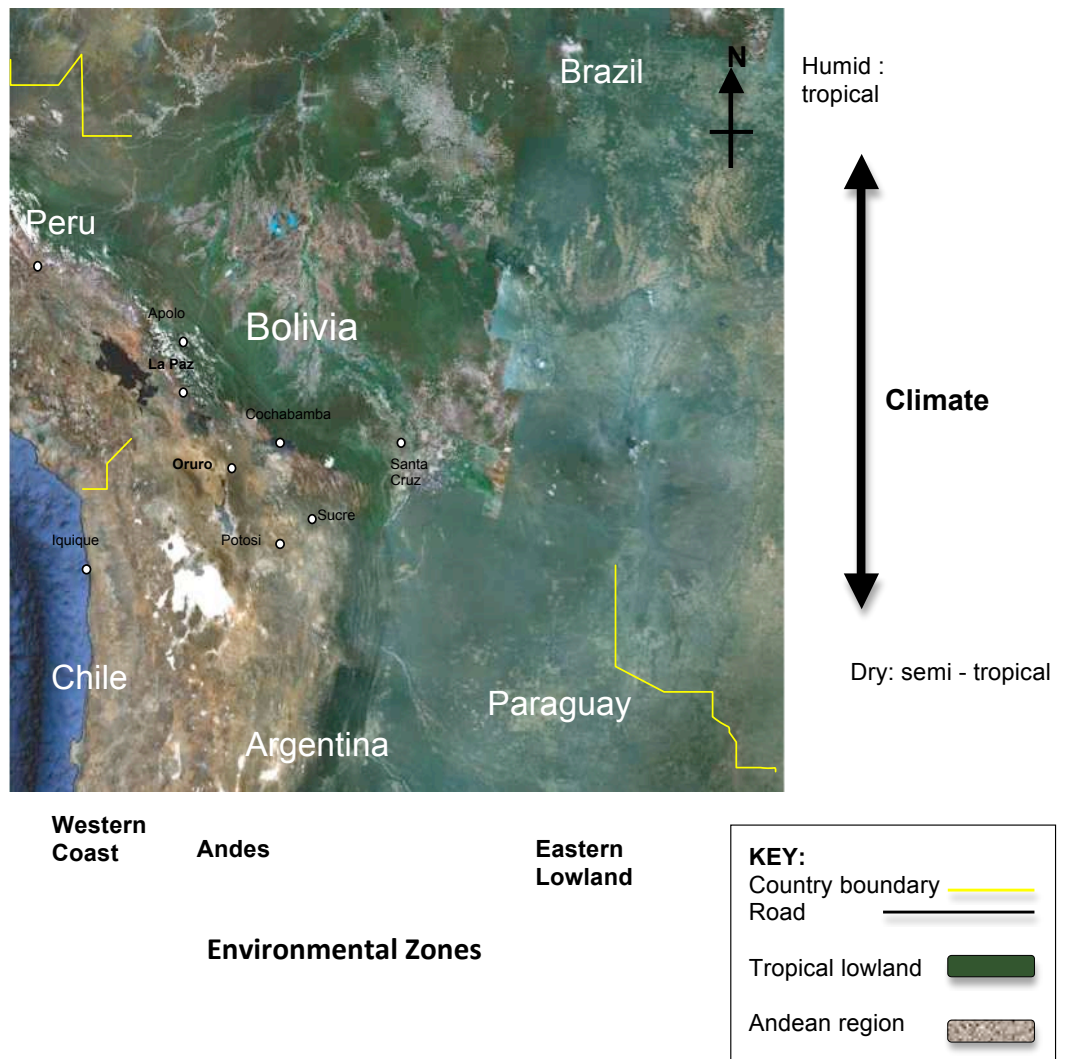 Brazil
N
Humid :
tropical
Peru
Apolo
Bolivia
La Paz
Climate
Cochabamba
Oruro
Santa
Cruz
Sucre
Iquique
Potosi
Chile
Dry: semi - tropical
Paraguay
Argentina
Western
Coast
Andes
Eastern
Lowland
Environmental Zones
KEY:
Country boundary
Road
Tropical lowland
Andean region